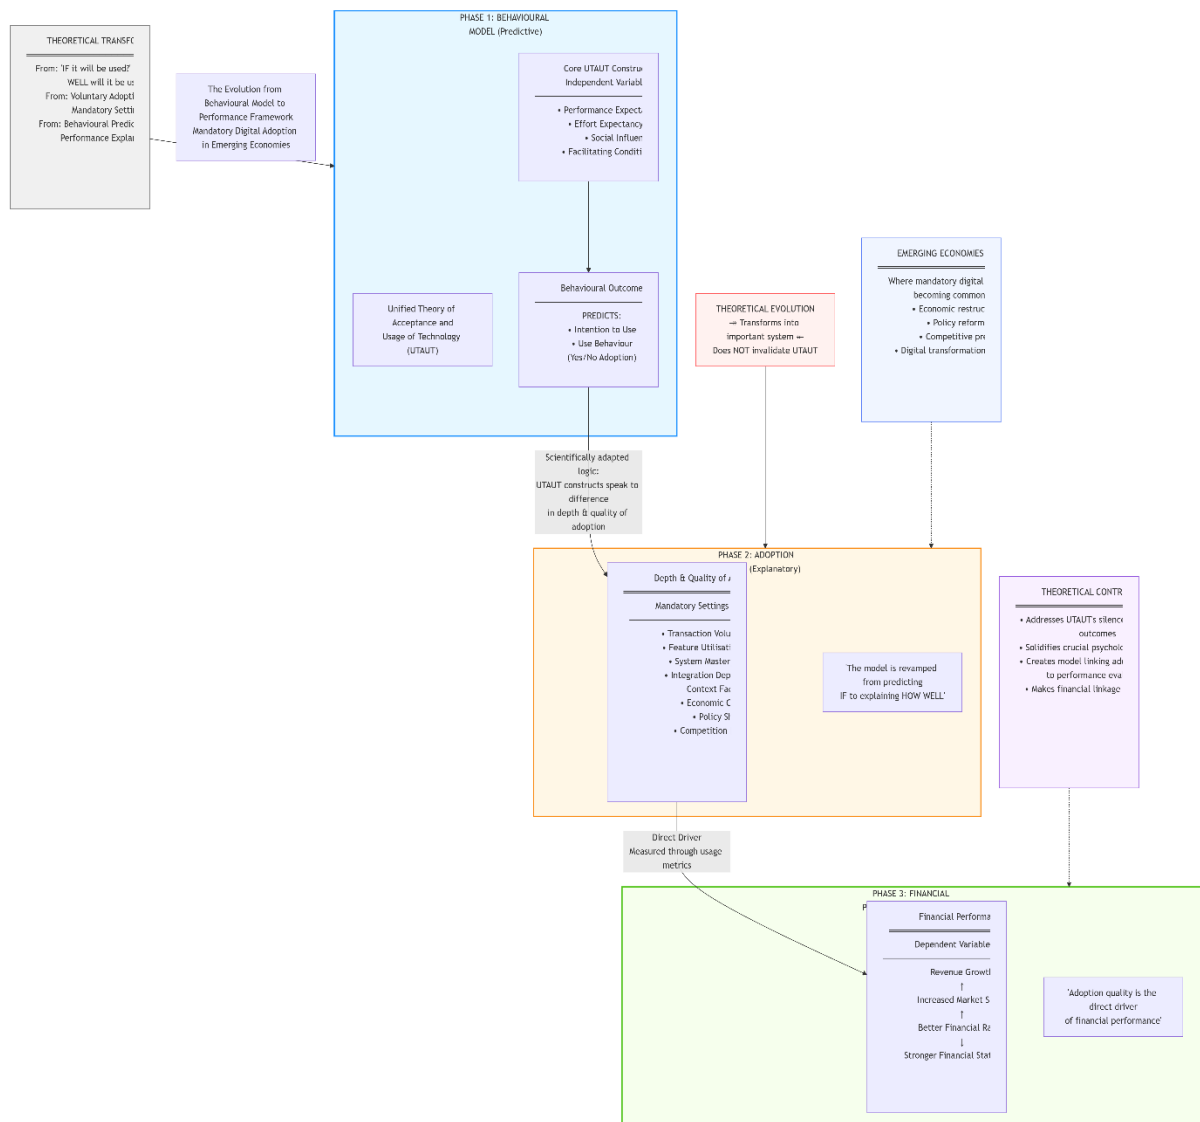 PHASE 1: BEHAVIOURAL
MODEL (Predictive)
THEORETICAL TRANSFO
From: 'IF it will be used?'
WELL will it be us
From: Voluntary Adopti
Mandatory Settin
From: Behavioural Predic
Performance Explan
The Evolution from
Behavioural Model to
Performance Framework
Mandatory Digital Adoption
in Emerging Economies
Core UTAUT Constru
Independent Variabl
• Performance Expect
• Effort Expectancy
• Social Influen
• Facilitating Conditi
Unified Theory of
Acceptance and
Usage of Technology
(UTAUT)
Behavioural Outcome
PREDICTS:
• Intention to Use
• Use Behaviour
(Yes/No Adoption)
THEORETICAL EVOLUTION
→ Transforms into
important system ←
Does NOT invalidate UTAUT
EMERGING ECONOMIES
Where mandatory digital
becoming common
• Economic restruc
• Policy reform
• Competitive pre
• Digital transformation
Scientifically adapted
logic:
UTAUT constructs speak to
difference
in depth & quality of
adoption
PHASE 2: ADOPTION
(Explanatory)
Depth & Quality of A
Mandatory Settings
• Transaction Volu
• Feature Utilisati
• System Master
• Integration Dep
Context Fac
• Economic C
• Policy Sl
• Competition
'The model is revamped
from predicting
IF to explaining HOW WELL'
THEORETICAL CONTR
• Addresses UTAUT's silence
outcomes
• Solidifies crucial psycholo
• Creates model linking ado
to performance eva
• Makes financial linkage
Direct Driver
Measured through usage
metrics
PHASE 3: FINANCIAL
P
Financial Performa
Dependent Variable
Revenue Growth
↑
Increased Market S
↑
Better Financial Ra
↓
Stronger Financial Stat
'Adoption quality is the
direct driver
of financial performance'